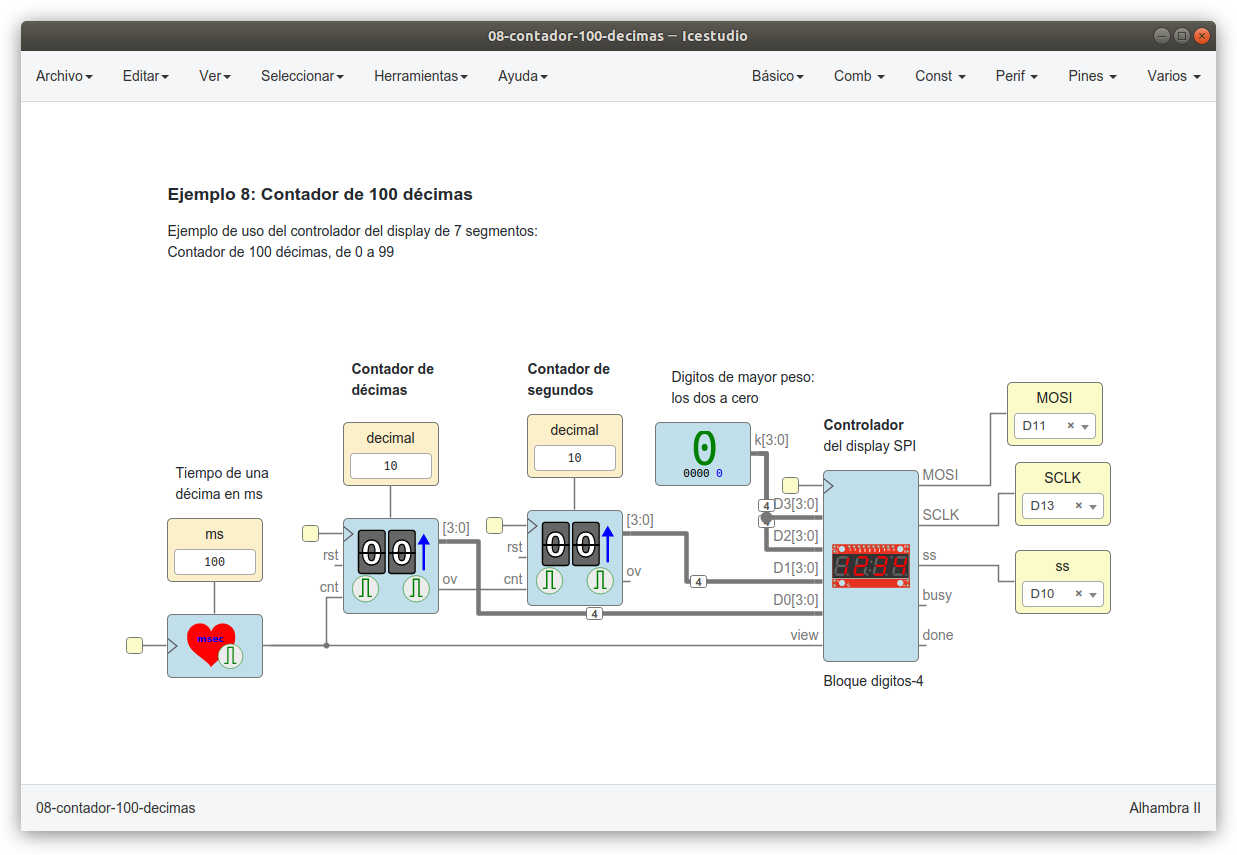 08-contador-100-decimas — Icestudio
Archivo Editar Ver Seleccionar Herramientas Ayuda Básico Comb Const Perif Pines Varios
Ejemplo 8: Contador de 100 décimas
Ejemplo de uso del controlador del display de 7 segmentos:
Contador de 100 décimas, de 0 a 99
Tiempo de una
décima en ms
ms
100
msec
Contador de
décimas
decimal
10
00
rst
cnt
[3:0]
ov
Contador de
segundos
decimal
10
00
rst
cnt
[3:0]
ov
4
4
Digitos de mayor peso:
los dos a cero
0
0000 0
k[3:0]
4
Controlador
del display SPI
D3[3:0]
D2[3:0]
D1[3:0]
D0[3:0]
view
MOSI
SCLK
ss
busy
done
Bloque digitos-4
MOSI
D11 ×
SCLK
D13 ×
ss
D10 ×
08-contador-100-decimas
Alhambra II